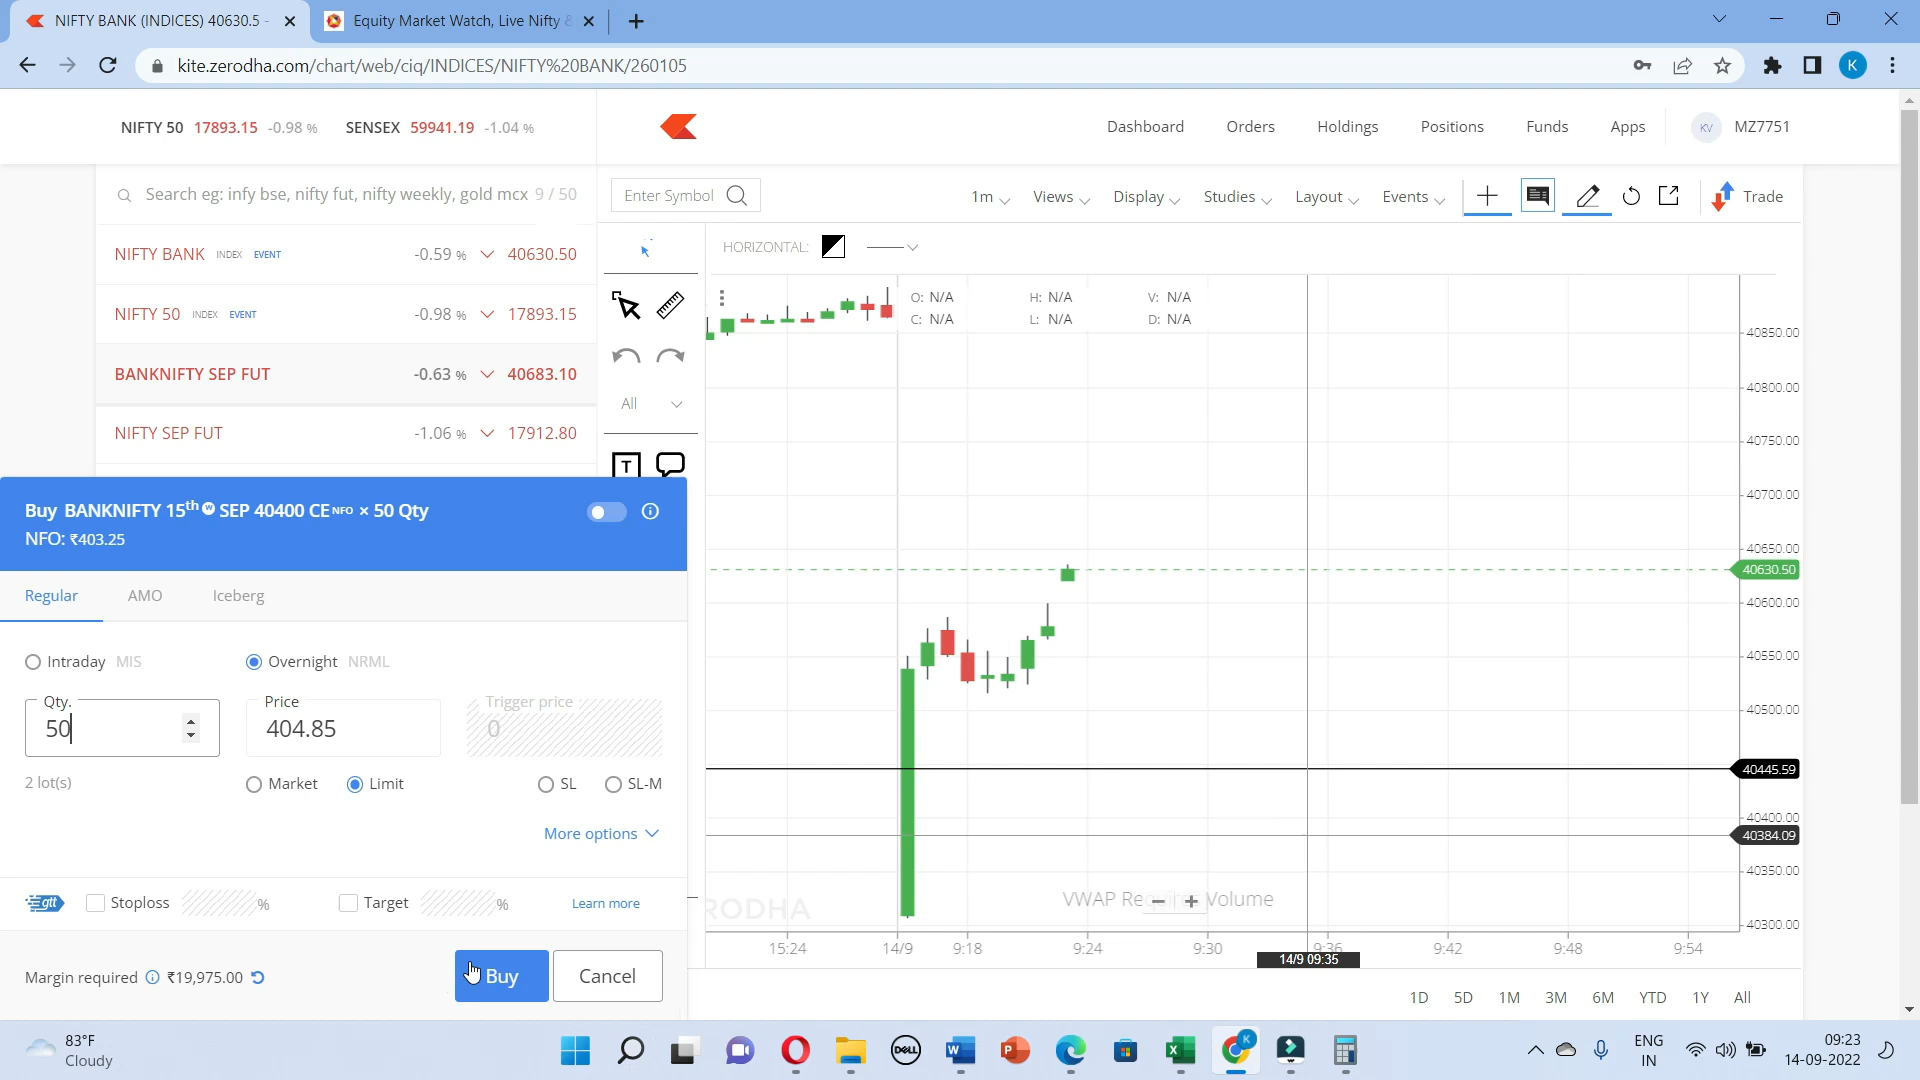 NIFTY BANK (INDICES) 40630.5 -
Equity Market Watch, Live Nifty &
kite.zerodha.com/chart/web/ciq/INDICES/NIFTY%20BANK/260105
K
NIFTY 50 17893.15 -0.98 % SENSEX 59941.19 -1.04 %
Dashboard Orders Holdings Positions Funds Apps KV MZ7751
Search eg: infy bse, nifty fut, nifty weekly, gold mcx 9 / 50
Enter Symbol 1m Views Display Studies Layout Events Trade
NIFTY BANK INDEX EVENT -0.59 % 40630.50
HORIZONTAL:
NIFTY 50 INDEX EVENT -0.98 % 17893.15
O: N/A H: N/A V: N/A
C: N/A L: N/A D: N/A
BANKNIFTY SEP FUT -0.63 % 40683.10
All
NIFTY SEP FUT -1.06 % 17912.80
T
40850.00
40800.00
40750.00
40700.00
40650.00
40630.50
40600.00
40550.00
40500.00
40445.59
40400.00
40384.09
40350.00
40300.00
Buy BANKNIFTY 15th W SEP 40400 CE NFO × 50 Qty
NFO: ₹403.25
Regular AMO Iceberg
Intraday MIS Overnight NRML
Qty. Price Trigger price
50 404.85 0
2 lot(s) Market Limit SL SL-M
More options
gtt Stoploss % Target % Learn more
Margin required ₹19,975.00 Buy Cancel
RODHA
VWAP Re Volume
15:24 14/9 9:18 9:24 9:30 9:36 9:42 9:48 9:54
14/9 09:35
1D 5D 1M 3M 6M YTD 1Y All
83°F
Cloudy
DELL
W
P
K
ENG
IN
09:23
14-09-2022